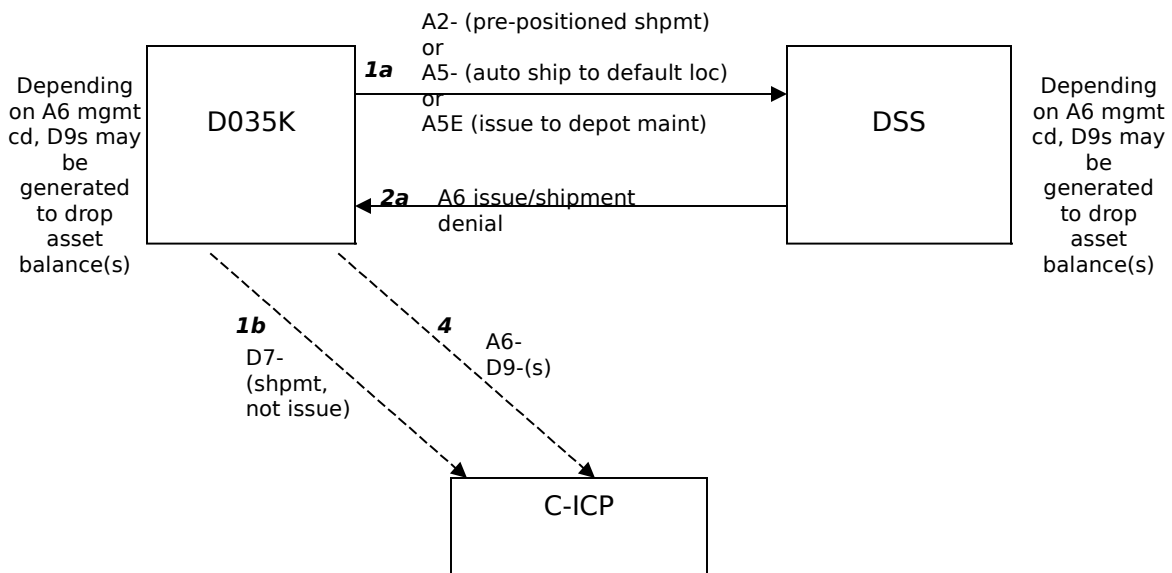 A2- (pre-positioned shpmt)
or
1a
A5- (auto ship to default loc)
or
A5E (issue to depot maint)
Depending
on A6 mgmt
cd, D9s may
be
generated
to drop
asset
balance(s)
D035K
DSS
Depending
on A6 mgmt
cd, D9s may
be
generated
to drop
asset
balance(s)
2a
A6 issue/shipment
denial
1b
D7-
(shpmt,
not issue)
4
A6-
D9-(s)
C-ICP